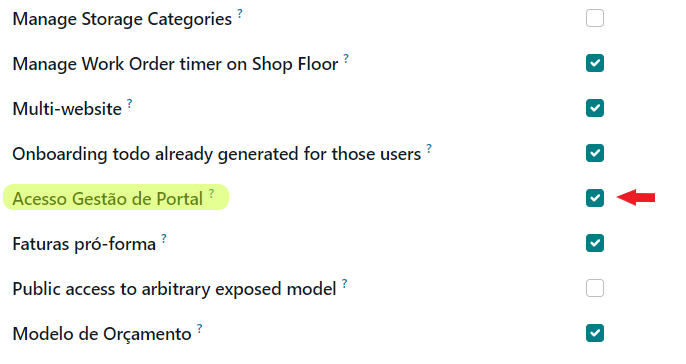 Manage Storage Categories ?
Manage Work Order timer on Shop Floor ?
Multi-website ?
Onboarding todo already generated for those users ?
Acesso Gestão de Portal ?
Faturas pró-forma ?
Public access to arbitrary exposed model ?
Modelo de Orçamento ?